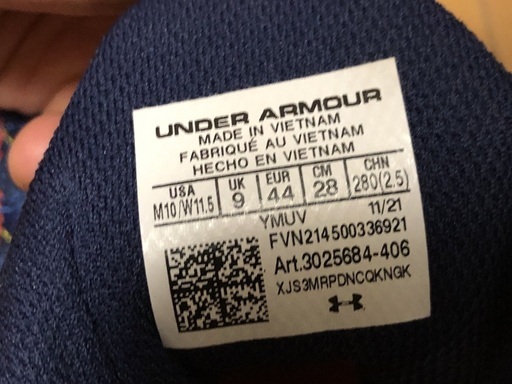 UNDER ARMOUR
MADE IN VIETNAM
FABRIQUÉ AU VIETNAM
HECHO EN VIETNAM
USA UK EUR CM CHN
M10/W11.5 9 44 28 280(2.5)
YMUV 11/21
FVN214500336921
Art.3025684-406
XJS3MRPDNCQKNGK